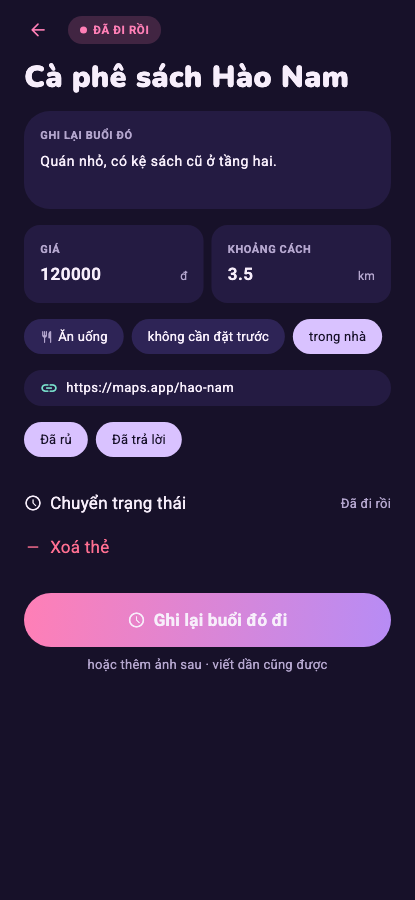 ĐÃ ĐI RỒI
Cà phê sách Hào Nam
GHI LẠI BUỔI ĐÓ
Quán nhỏ, có kệ sách cũ ở tầng hai.
GIÁ
120000 đ
KHOẢNG CÁCH
3.5 km
Ăn uống
không cần đặt trước
trong nhà
https://maps.app/hao-nam
Đã rủ
Đã trả lời
Chuyển trạng thái
Đã đi rồi
Xoá thẻ
Ghi lại buổi đó đi
hoặc thêm ảnh sau · viết dần cũng được